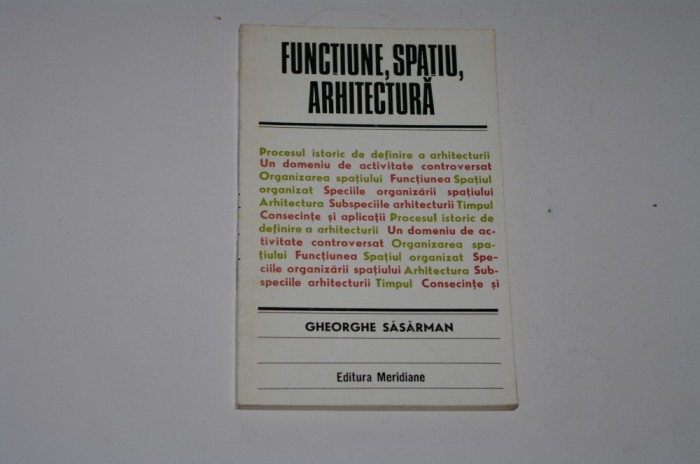 FUNCȚIUNE, SPAȚIU,
ARHITECTURĂ
Procesul istoric de definire a arhitecturii
Un domeniu de activitate controversat
Organizarea spațiului Funcțiunea Spațiul
organizat Speciile organizării spațiului
Arhitectura Subspeciile arhitecturii Timpul
Consecințe și aplicații Procesul istoric de
definire a arhitecturii Un domeniu de ac-
tivitate controversat Organizarea spa-
țiului Funcțiunea Spațiul organizat Spe-
ciile organizării spațiului Arhitectura Sub-
speciile arhitecturii Timpul Consecințe și
GHEORGHE SĂSĂRMAN
Editura Meridiane